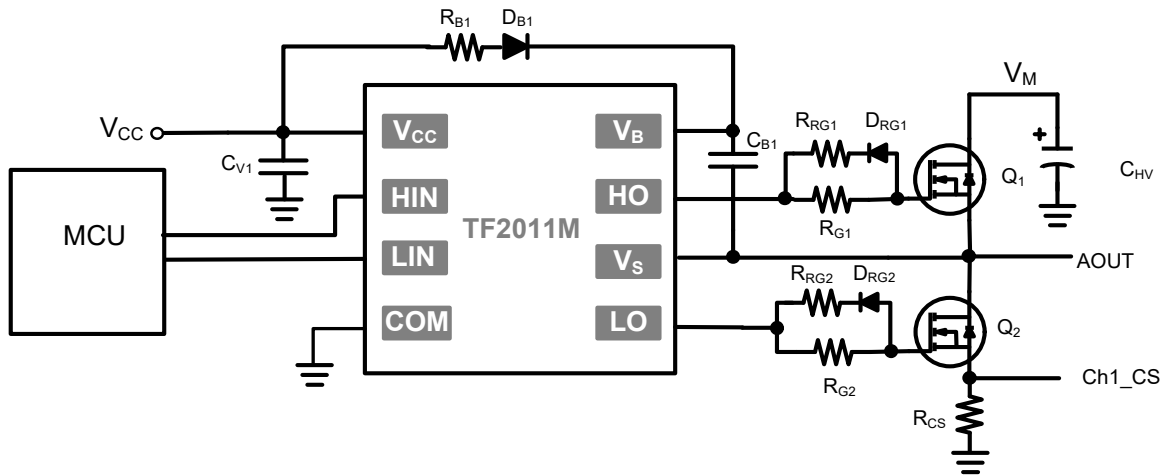 RB1 DB1
VM
VCC
CV1
VCC
VB
CB1
RRG1 DRG1
Q1
CHV
MCU
HIN
HO
TF2011M
RG1
LIN
VS
AOUT
RRG2 DRG2
COM
LO
Q2
RG2
Ch1_CS
RCS